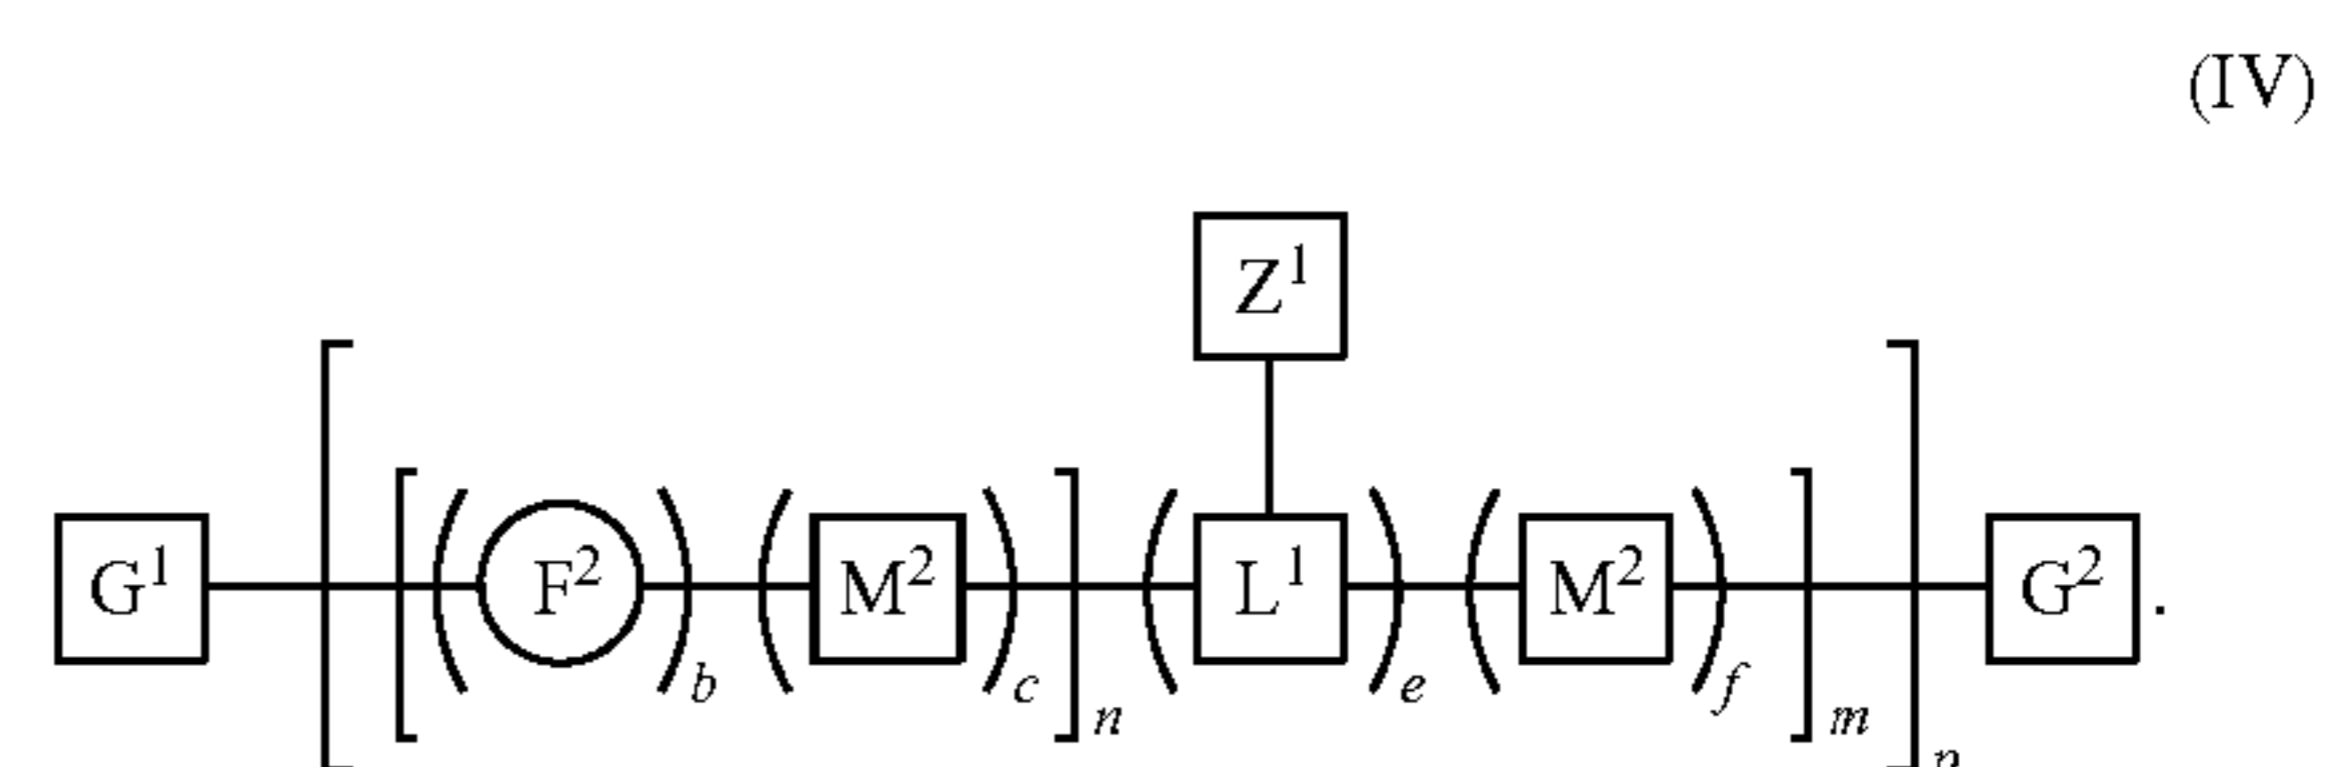 (IV)
Z¹
G¹ [ [ ( F² )b ( M² )c ]n ( L¹ )e ( M² )f ]m ] G² .